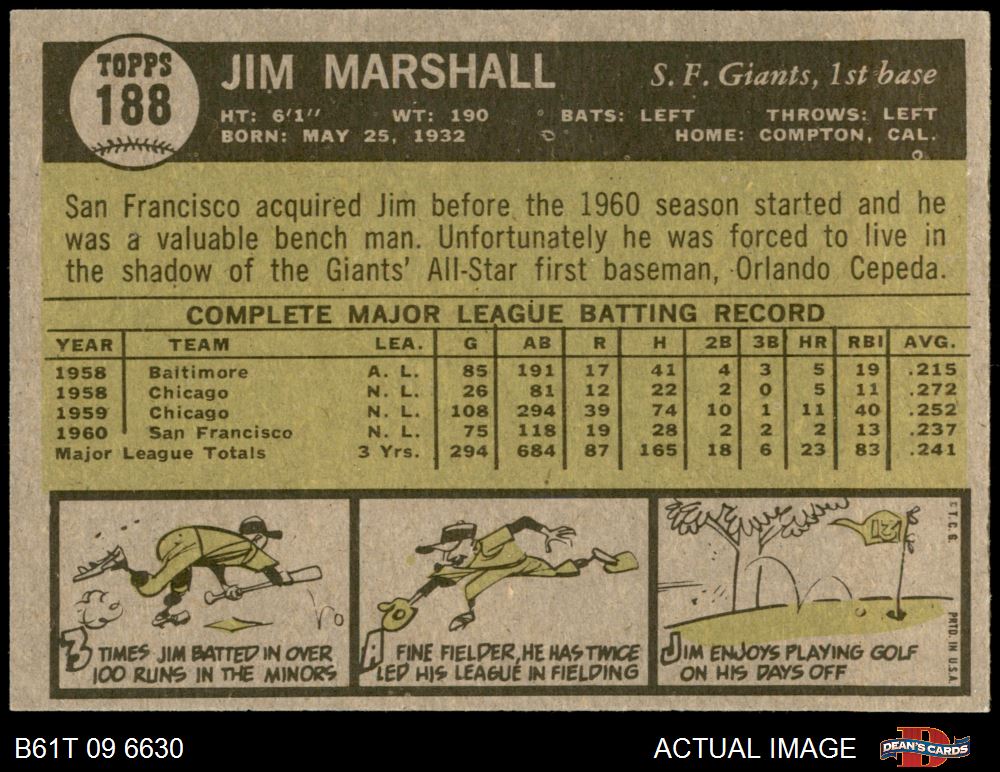 TOPPS
188
JIM MARSHALL
S. F. Giants, 1st base
HT: 6'1" WT: 190 BATS: LEFT THROWS: LEFT
BORN: MAY 25, 1932 HOME: COMPTON, CAL.
San Francisco acquired Jim before the 1960 season started and he
was a valuable bench man. Unfortunately he was forced to live in
the shadow of the Giants' All-Star first baseman, Orlando Cepeda.
COMPLETE MAJOR LEAGUE BATTING RECORD
YEAR TEAM LEA. G AB R H 2B 3B HR RBI AVG.
1958 Baltimore A. L. 85 191 17 41 4 3 5 19 .215
1958 Chicago N. L. 26 81 12 22 2 0 5 11 .272
1959 Chicago N. L. 108 294 39 74 10 1 11 40 .252
1960 San Francisco N. L. 75 118 19 28 2 2 2 13 .237
Major League Totals 3 Yrs. 294 684 87 165 18 6 23 83 .241
3 TIMES JIM BATTED IN OVER
100 RUNS IN THE MINORS
A FINE FIELDER, HE HAS TWICE
LED HIS LEAGUE IN FIELDING
JIM ENJOYS PLAYING GOLF
ON HIS DAYS OFF
© T. C. G.
PRTD. IN U.S.A.
B61T 09 6630
ACTUAL IMAGE
DEAN'S CARDS